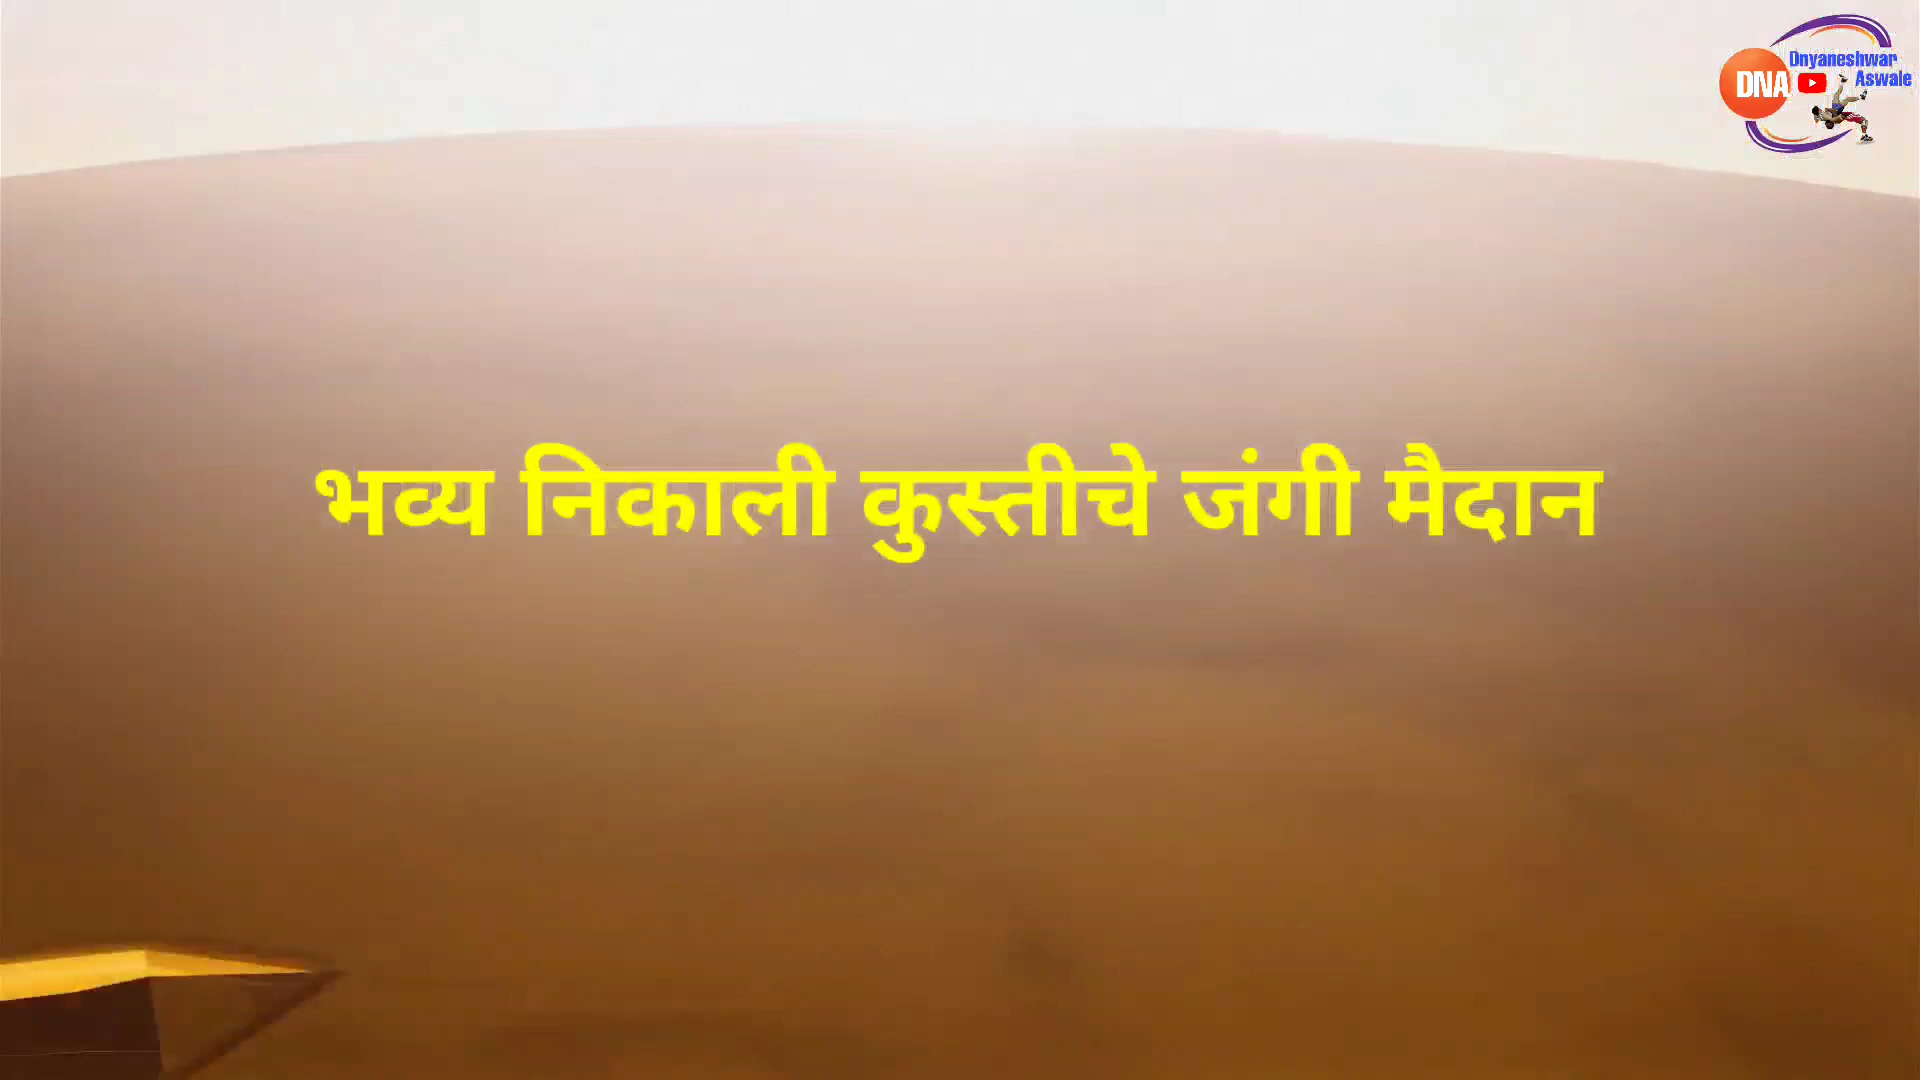 Dnyaneshwar
DNA Aswale
भव्य निकाली कुस्तीचे जंगी मैदान